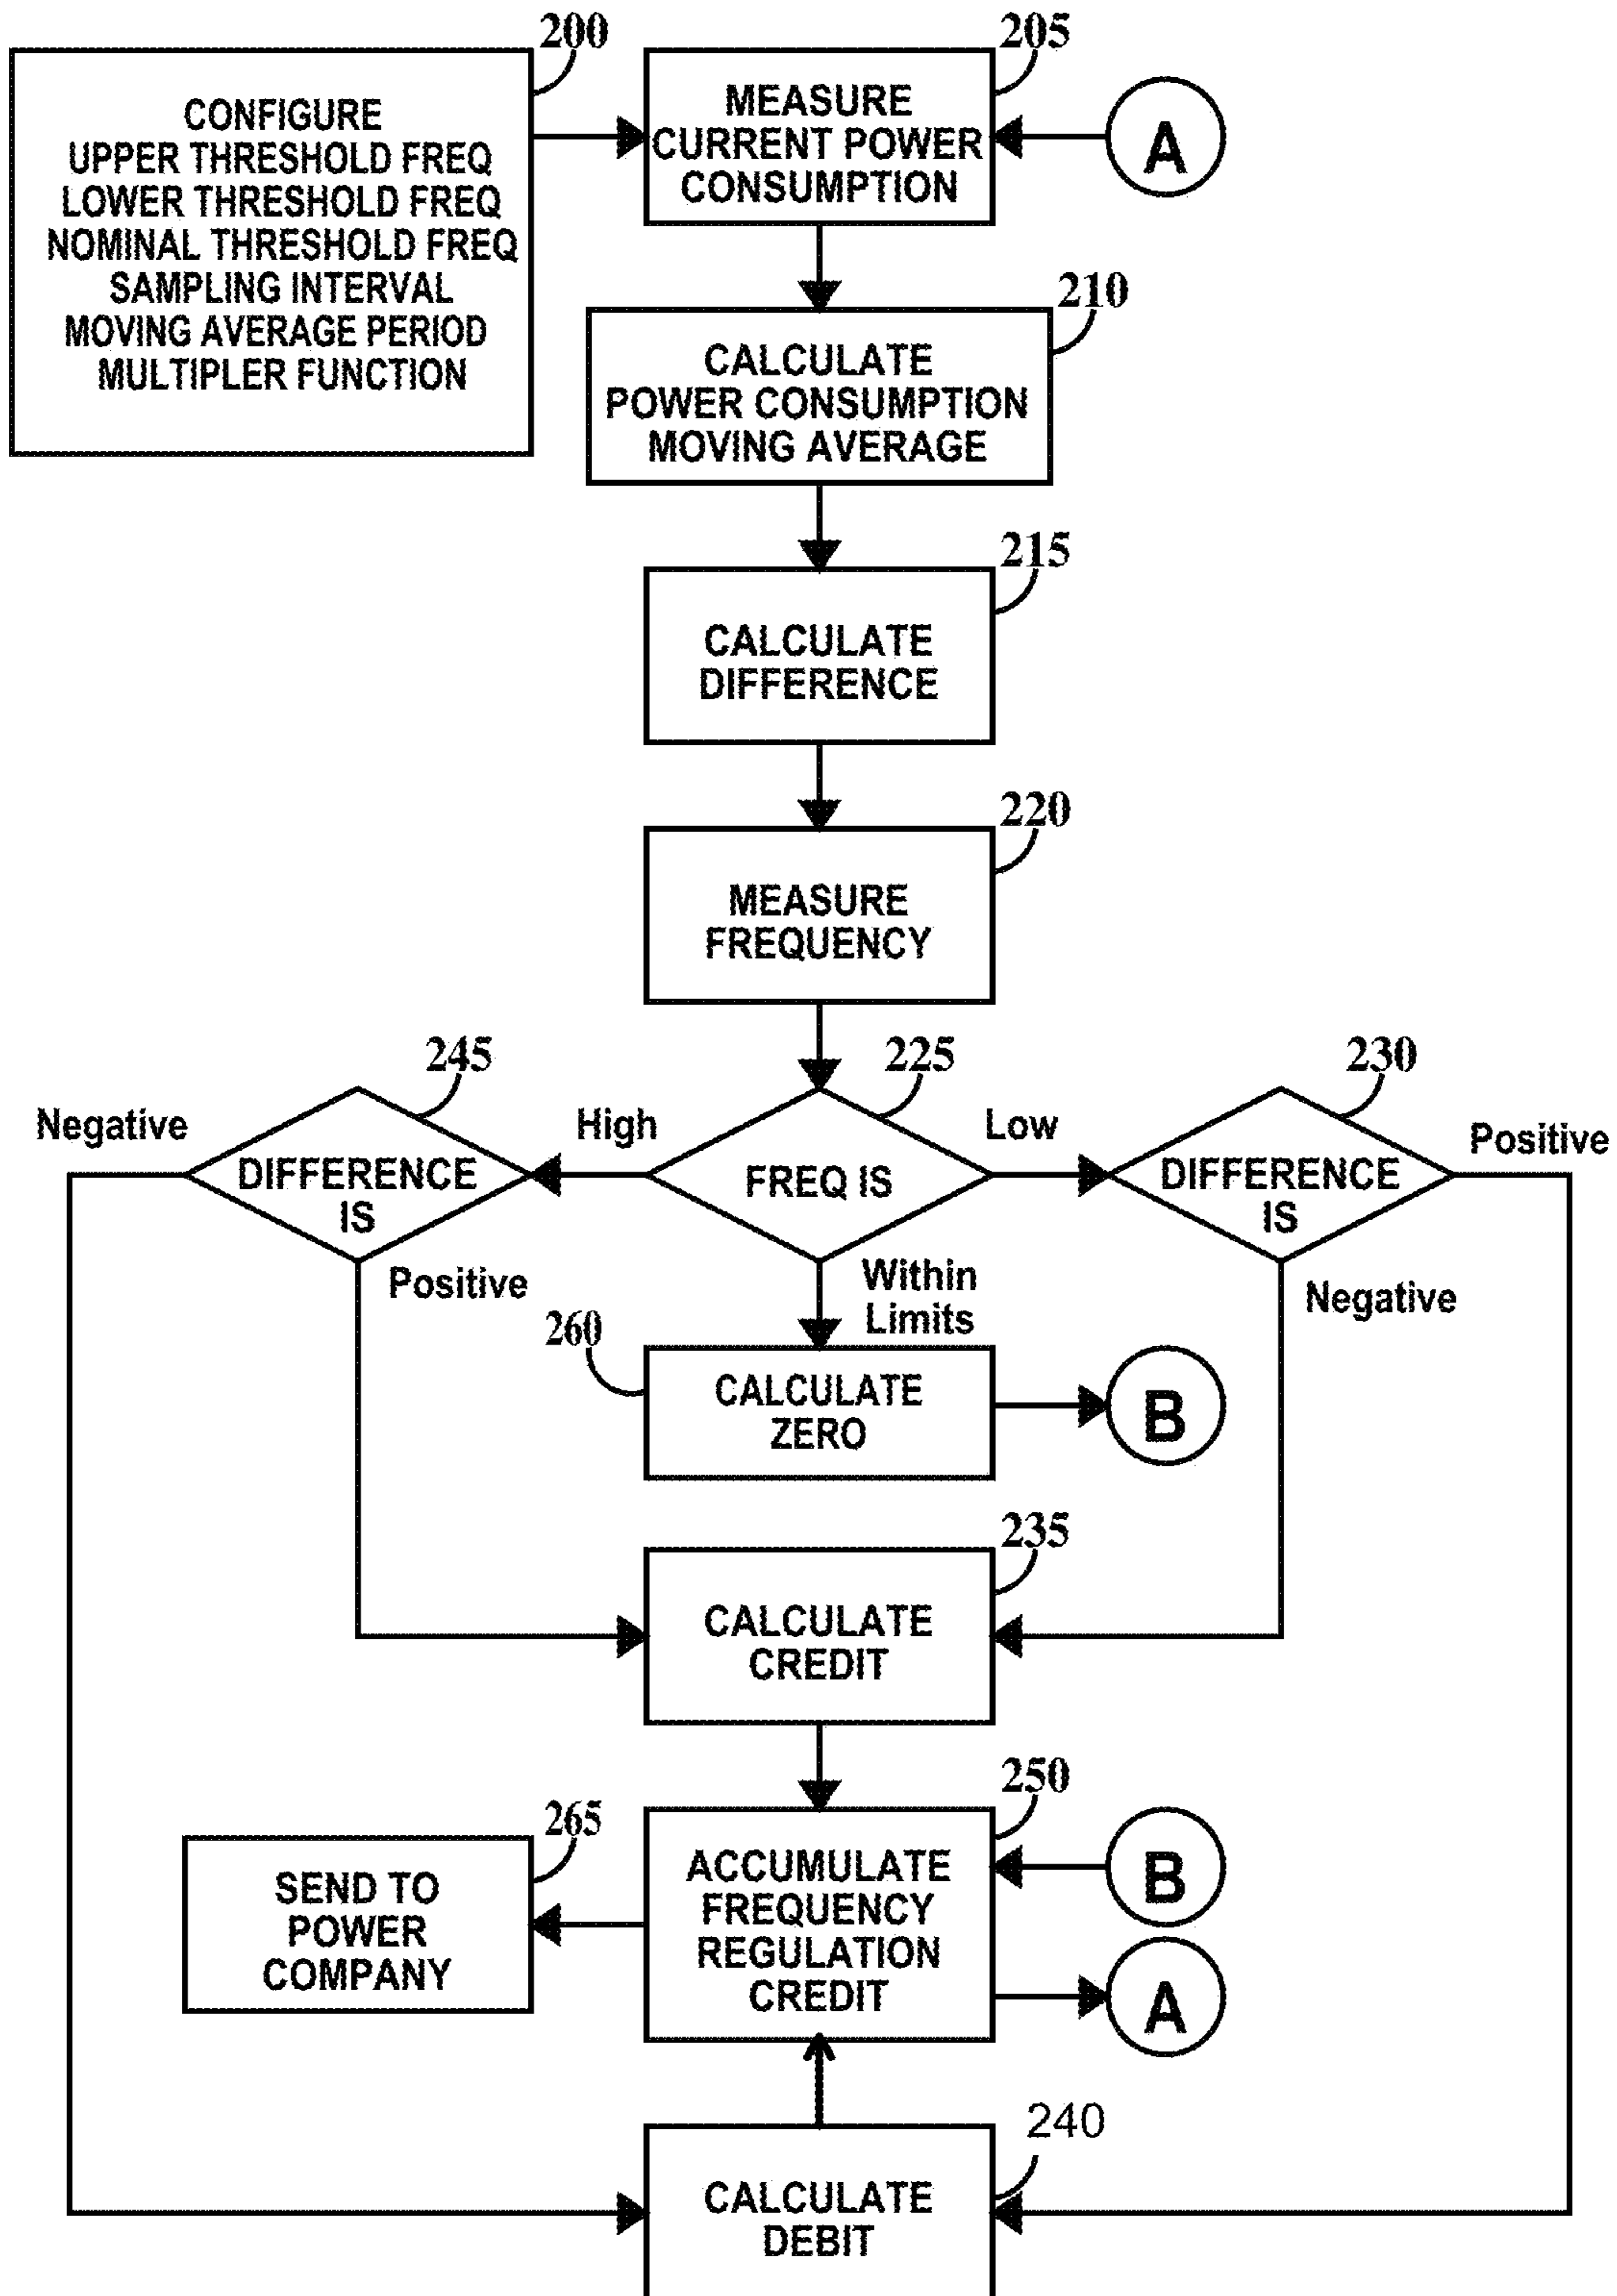 200
CONFIGURE
UPPER THRESHOLD FREQ
LOWER THRESHOLD FREQ
NOMINAL THRESHOLD FREQ
SAMPLING INTERVAL
MOVING AVERAGE PERIOD
MULTIPLER FUNCTION
205
MEASURE
CURRENT POWER
CONSUMPTION
A
210
CALCULATE
POWER CONSUMPTION
MOVING AVERAGE
215
CALCULATE
DIFFERENCE
220
MEASURE
FREQUENCY
245
225
230
Negative
High
Low
Positive
DIFFERENCE
IS
FREQ IS
DIFFERENCE
IS
Positive
Within
Limits
Negative
260
CALCULATE
ZERO
B
235
CALCULATE
CREDIT
250
265
SEND TO
POWER
COMPANY
ACCUMULATE
FREQUENCY
REGULATION
CREDIT
B
A
240
CALCULATE
DEBIT